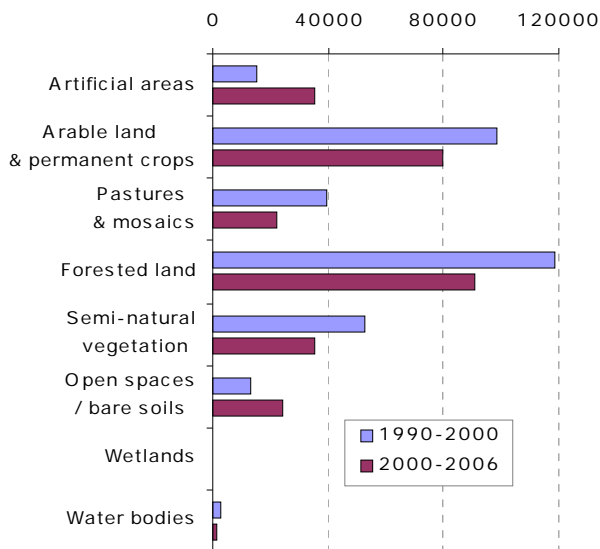 0 40000 80000 120000
Artificial areas
Arable land
& permanent crops
Pastures
& mosaics
Forested land
Semi-natural
vegetation
Open spaces
/ bare soils
Wetlands
Water bodies
1990-2000
2000-2006